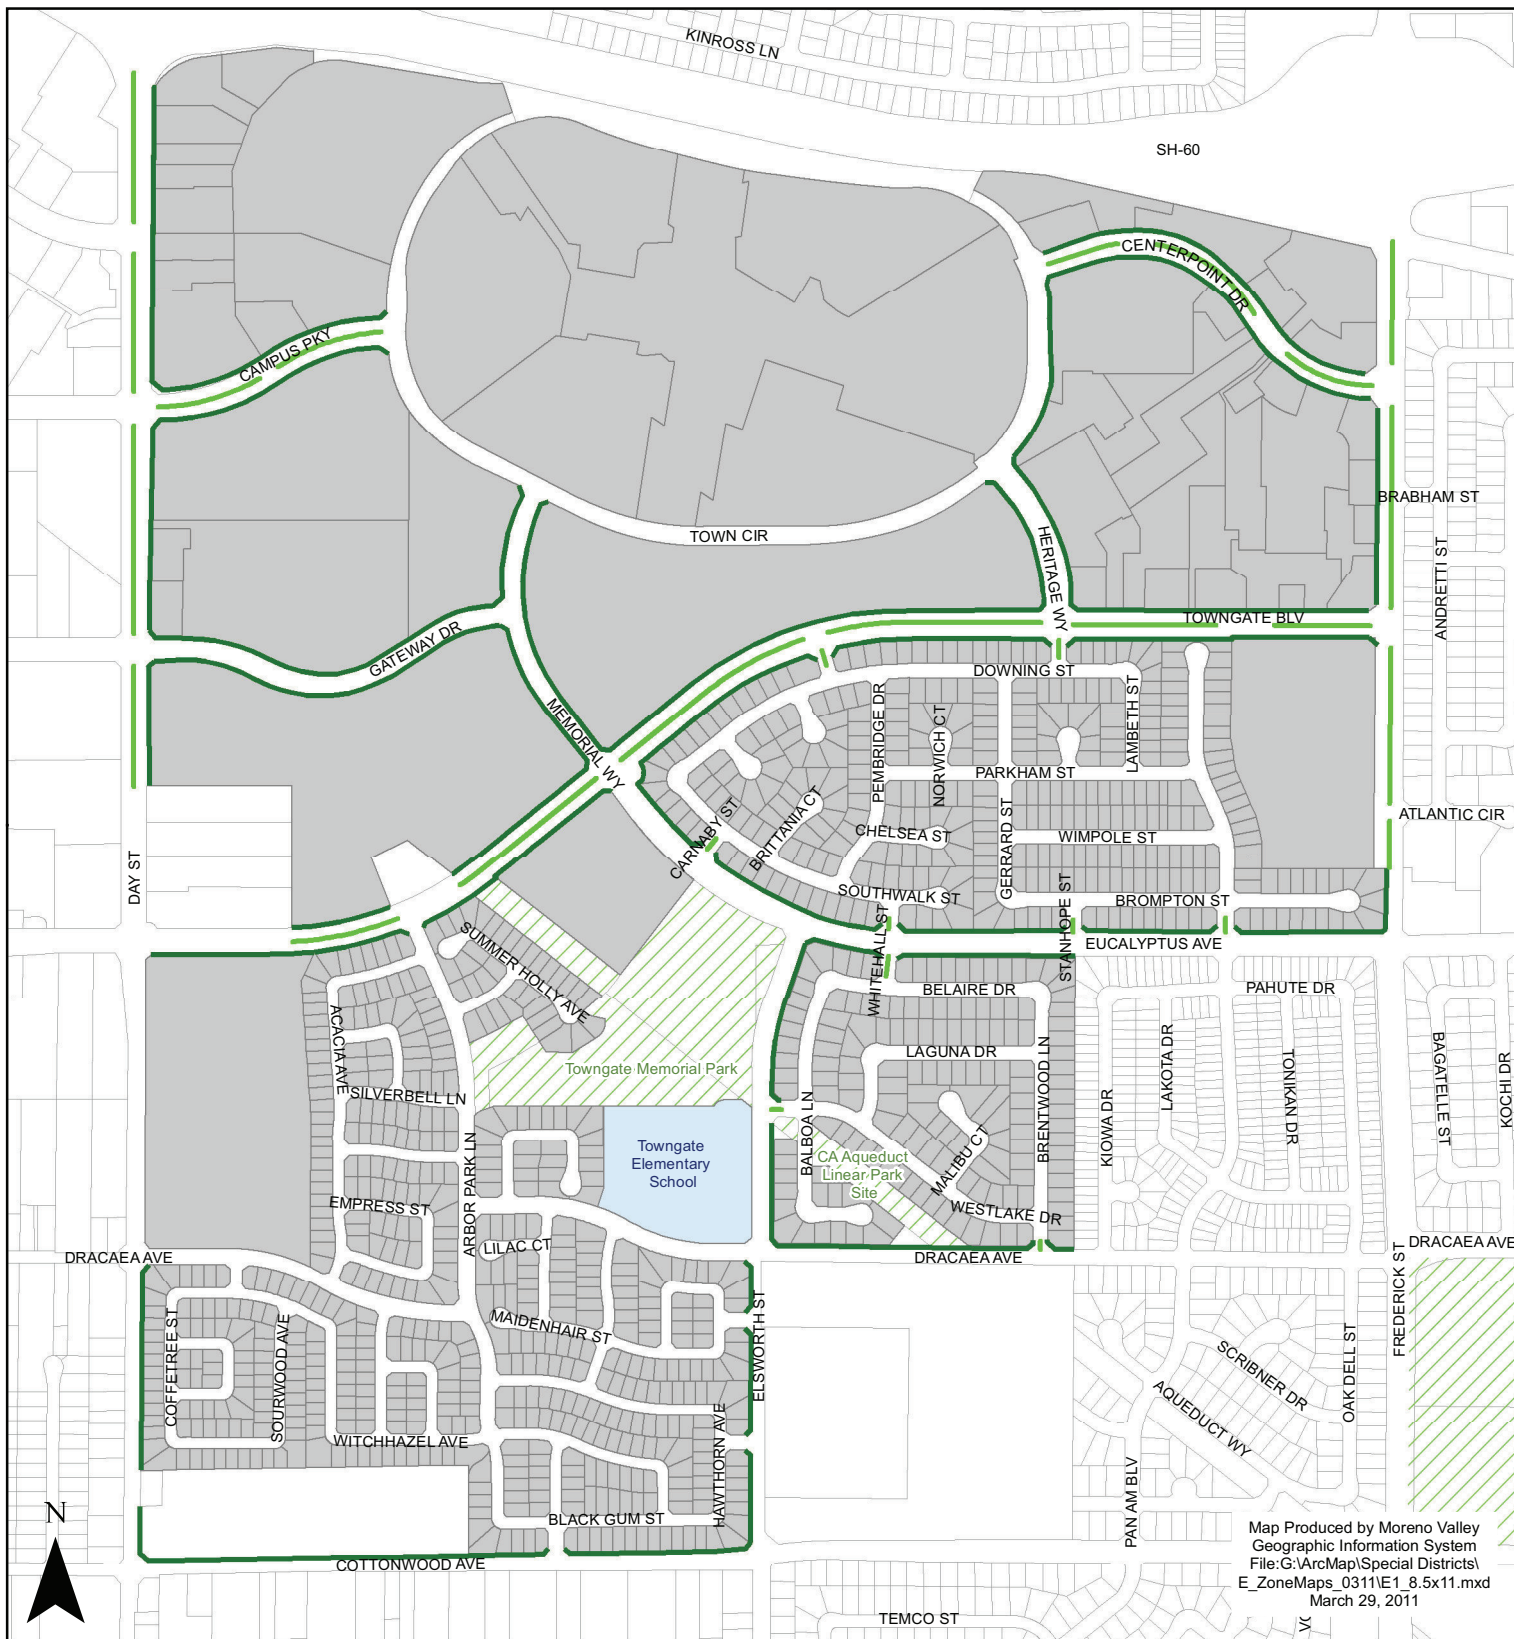 KINROSS LN
SH-60
CENTERPOINT DR
CAMPUS PKY
BRABHAM ST
TOWN CIR
HERITAGE WY
ANDRETTI ST
TOWNGATE BLV
GATEWAY DR
DOWNING ST
PEMBRIDGE DR
NORWICH CT
LAMBETH ST
MEMORIAL WY
PARKHAM ST
CARNABY ST
BRITTANIA CT
CHELSEA ST
GERRARD ST
WIMPOLE ST
ATLANTIC CIR
DAY ST
SOUTHWALK ST
BROMPTON ST
WHITEHALL ST
STANHOPE ST
EUCALYPTUS AVE
SUMMER HOLLY AVE
BELAIRE DR
PAHUTE DR
ACACIA AVE
LAGUNA DR
BRENTWOOD LN
LAKOTA DR
TONIKAN DR
BAGATELLE ST
KOCHI DR
Towngate Memorial Park
SILVERBELL LN
BALBOA LN
KIOWA DR
ARBOR PARK LN
Towngate
Elementary
School
CA Aqueduct
Linear Park
Site
MALIBU CT
EMPRESS ST
WESTLAKE DR
LILAC CT
DRACAEA AVE
DRACAEA AVE
DRACAEA AVE
FREDERICK ST
COFFETREE ST
SOURWOOD AVE
MAIDENHAIR ST
ELSWORTH ST
SCRIBNER DR
OAK DELL ST
AQUEDUCT WY
WITCHHAZEL AVE
HAWTHORN AVE
PAN AM BLV
N
BLACK GUM ST
COTTONWOOD AVE
Map Produced by Moreno Valley
Geographic Information System
File:G:\ArcMap\Special Districts\
E_ZoneMaps_0311\E1_8.5x11.mxd
March 29, 2011
TEMCO ST